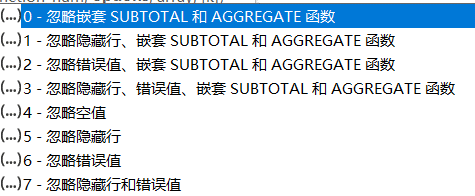 (...)0 - 忽略嵌套 SUBTOTAL 和 AGGREGATE 函数
(...)1 - 忽略隐藏行、嵌套 SUBTOTAL 和 AGGREGATE 函数
(...)2 - 忽略错误值、嵌套 SUBTOTAL 和 AGGREGATE 函数
(...)3 - 忽略隐藏行、错误值、嵌套 SUBTOTAL 和 AGGREGATE 函数
(...)4 - 忽略空值
(...)5 - 忽略隐藏行
(...)6 - 忽略错误值
(...)7 - 忽略隐藏行和错误值